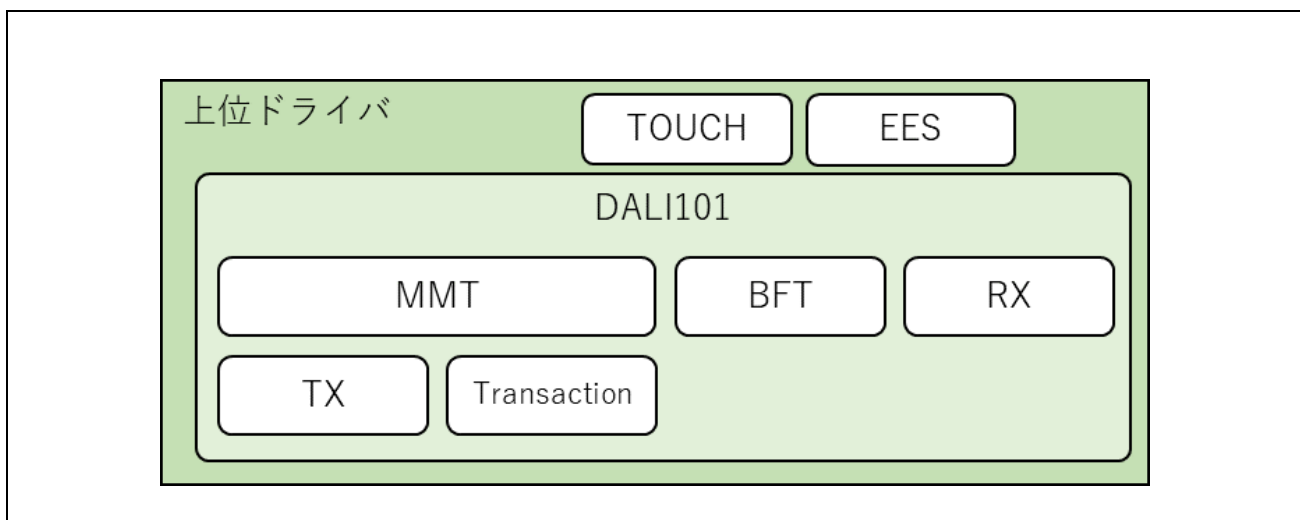 上位ドライバ
TOUCH
EES
DALI101
MMT
BFT
RX
TX
Transaction